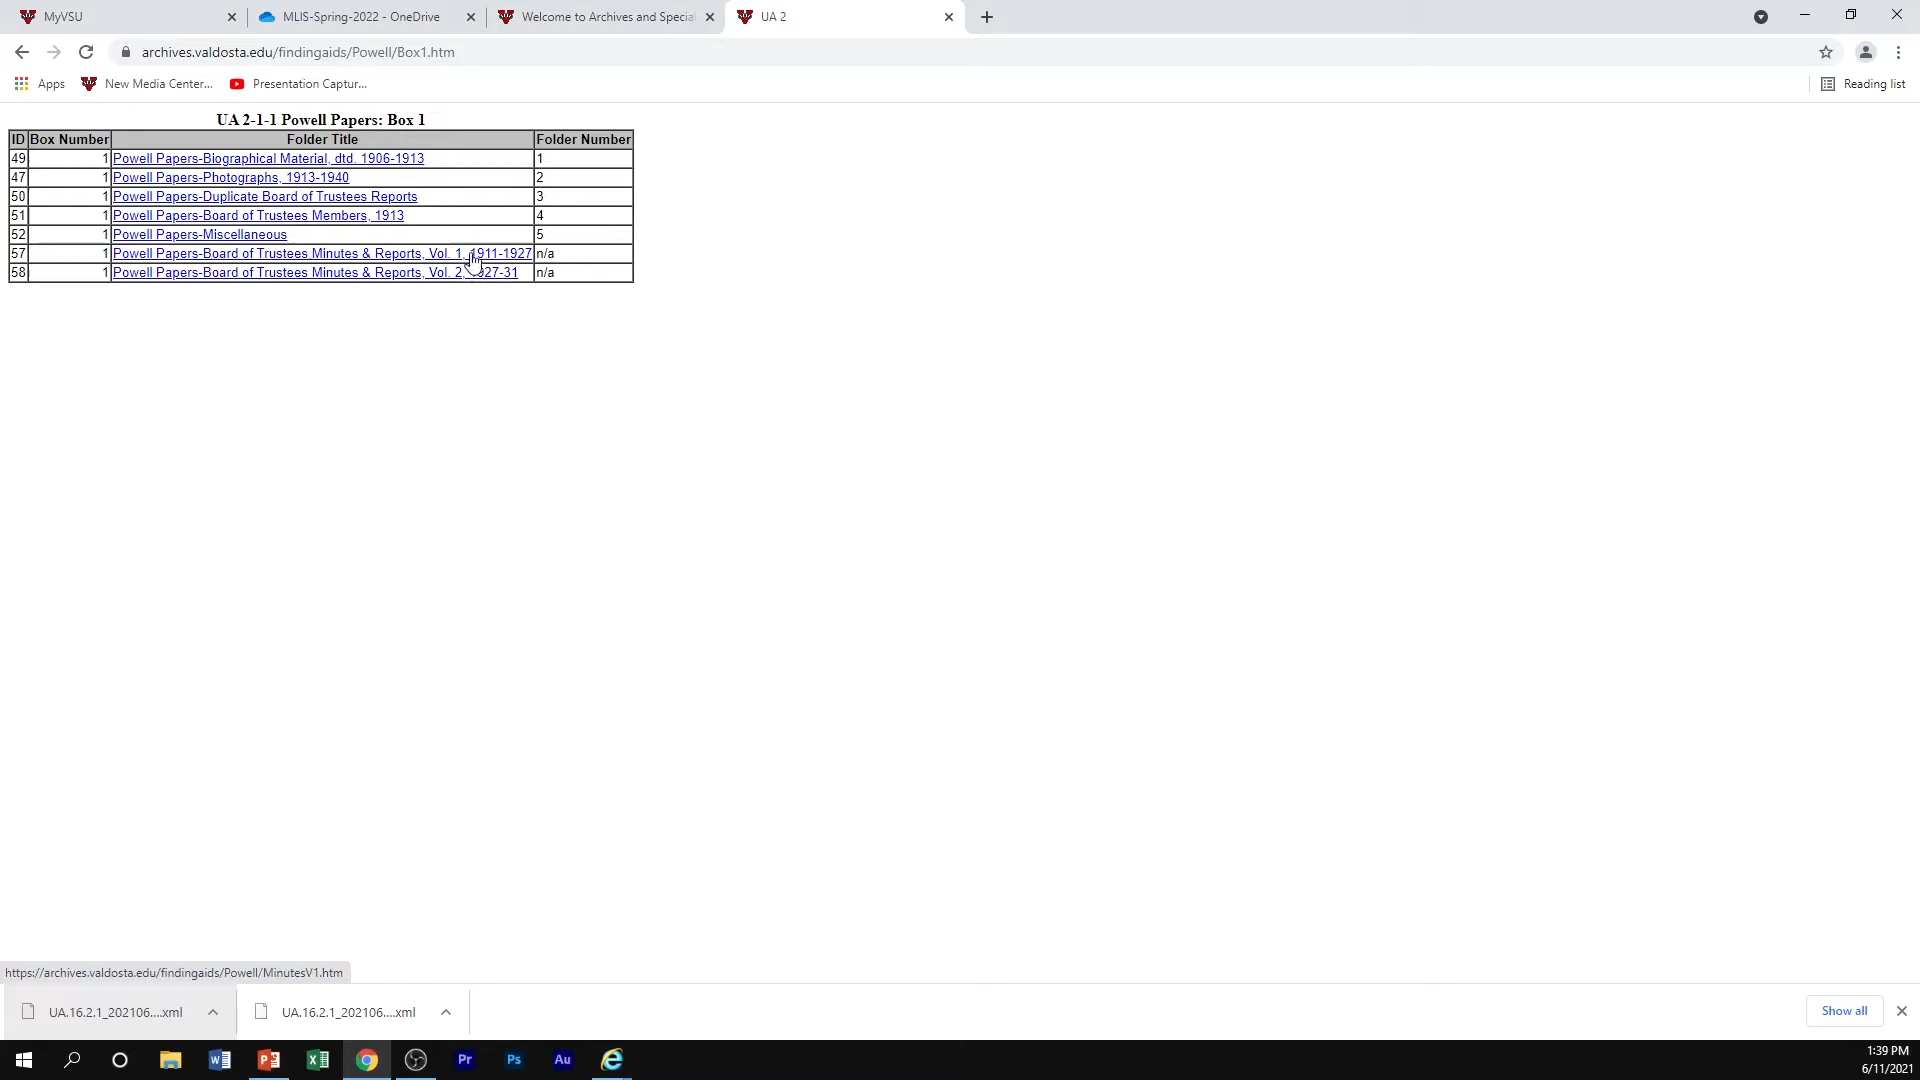 MyVSU
MLIS-Spring-2022 - OneDrive
Welcome to Archives and Specia
UA 2
archives.valdosta.edu/findingaids/Powell/Box1.htm
Apps
New Media Center...
Presentation Captur...
Reading list
UA 2-1-1 Powell Papers: Box 1
ID Box Number Folder Title Folder Number
49 1 Powell Papers-Biographical Material, dtd. 1906-1913 1
47 1 Powell Papers-Photographs, 1913-1940 2
50 1 Powell Papers-Duplicate Board of Trustees Reports 3
51 1 Powell Papers-Board of Trustees Members, 1913 4
52 1 Powell Papers-Miscellaneous 5
57 1 Powell Papers-Board of Trustees Minutes & Reports, Vol. 1, 1911-1927 n/a
58 1 Powell Papers-Board of Trustees Minutes & Reports, Vol. 2, 1927-31 n/a
https://archives.valdosta.edu/findingaids/Powell/MinutesV1.htm
UA.16.2.1_202106....xml
UA.16.2.1_202106....xml
Show all
Pr
Ps
Au
1:39 PM
6/11/2021